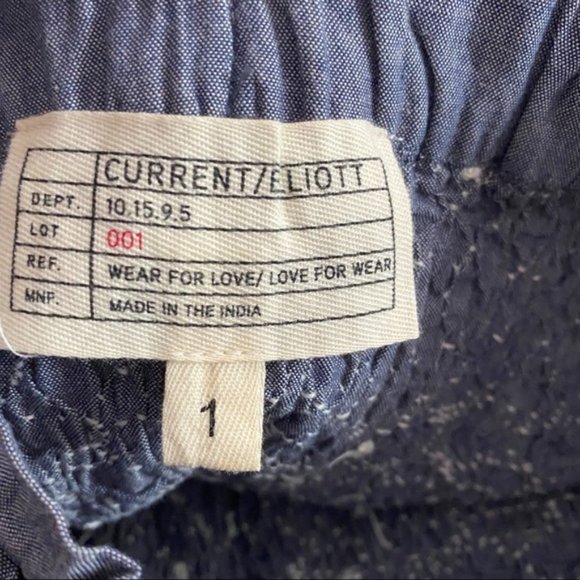 CURRENT/ELIOTT
DEPT. 10.15.9.5
LOT 001
REF. WEAR FOR LOVE/ LOVE FOR WEAR
MNF. MADE IN THE INDIA
1